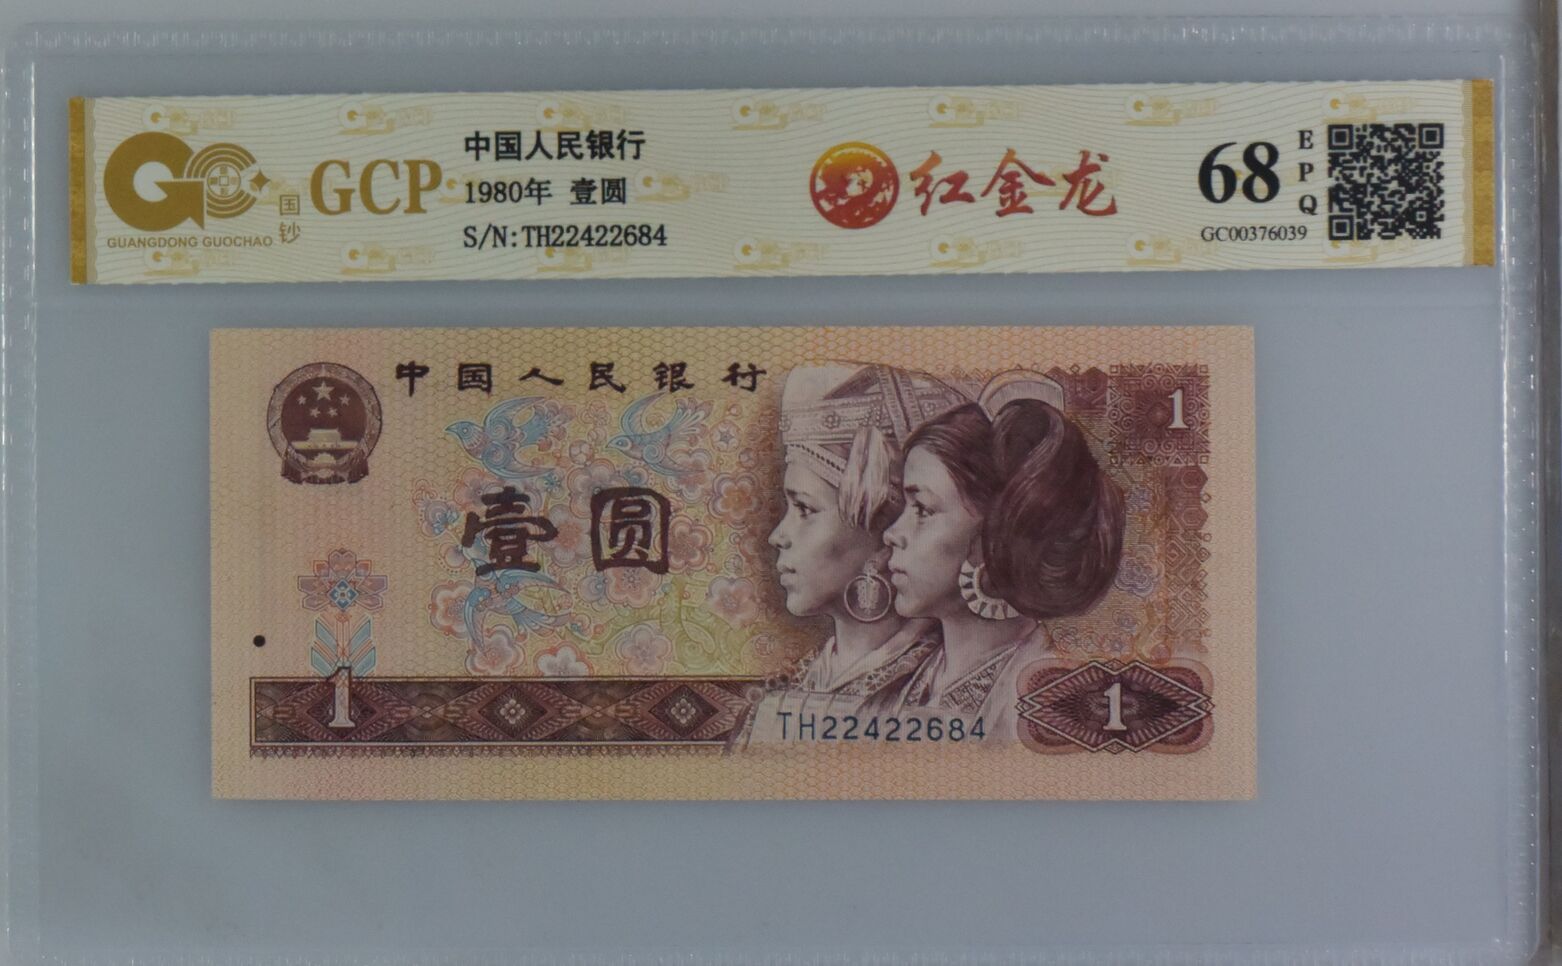 GUANGDONG GUOCHAO
国钞
GCP
中国人民银行
1980年 壹圆
S/N:TH22422684
红金龙
68
EPQ
GC00376039
中国人民银行
1
壹圆
1
TH22422684
1